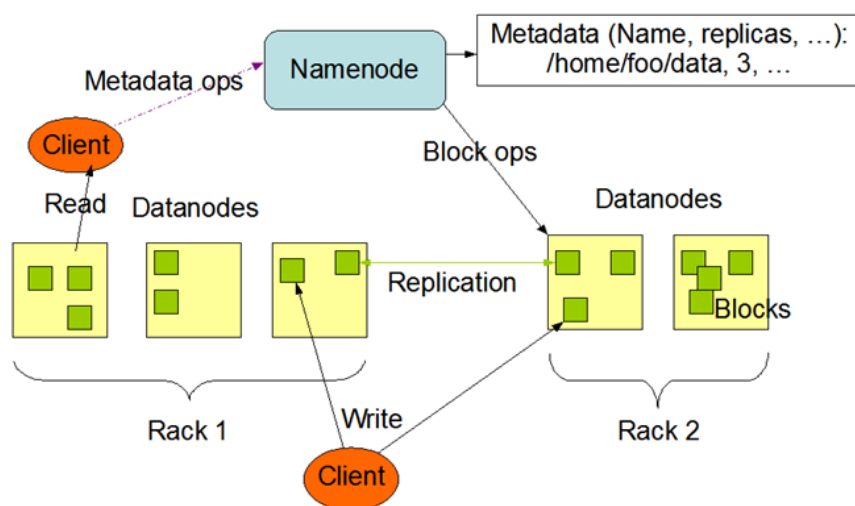 Metadata (Name, replicas, …):
/home/foo/data, 3, …
Namenode
Metadata ops
Client
Block ops
Read
Datanodes
Datanodes
Replication
Blocks
Write
Rack 1
Rack 2
Client